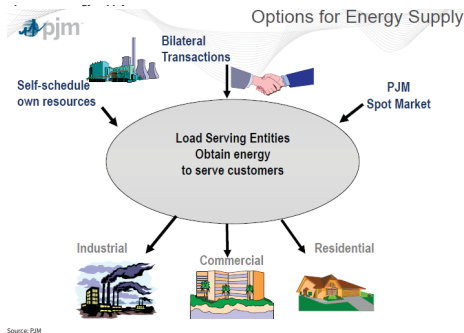 Options for Energy Supply
pjm
Bilateral
Transactions
Self-schedule
own resources
PJM
Spot Market
Load Serving Entities
Obtain energy
to serve customers
Industrial
Commercial
Residential
Source: PJM